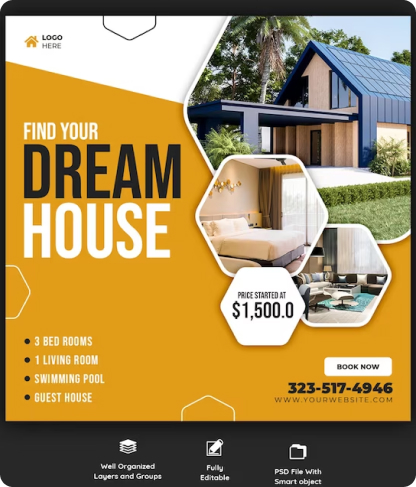 LOGO
HERE
FIND YOUR
DREAM
HOUSE
PRICE STARTED AT
$1,500.0
3 BED ROOMS
1 LIVING ROOM
SWIMMING POOL
GUEST HOUSE
BOOK NOW
323-517-4946
WWW.YOURWEBSITE.COM
Well Organized
Layers and Groups
Fully
Editable
PSD File With
Smart object